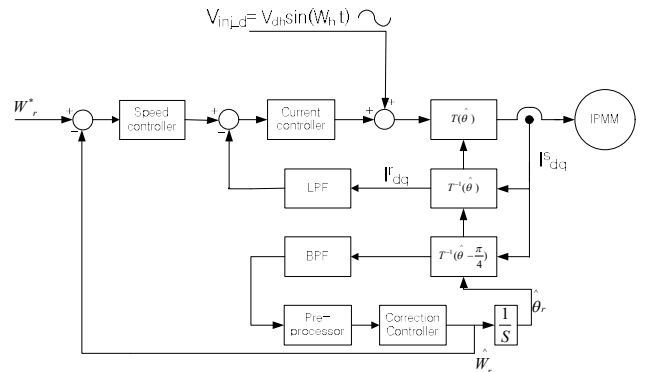 V_inj_d = V_dh sin(W_h t)
W*_r
+
−
Speed controller
+
−
Current controller
+
+
T(θ̂)
IPMM
I^s_dq
LPF
I^r_dq
T⁻¹(θ̂)
BPF
T⁻¹(θ̂ - π/4)
Pre-processor
Correction Controller
1/S
θ̂_r
Ŵ_r